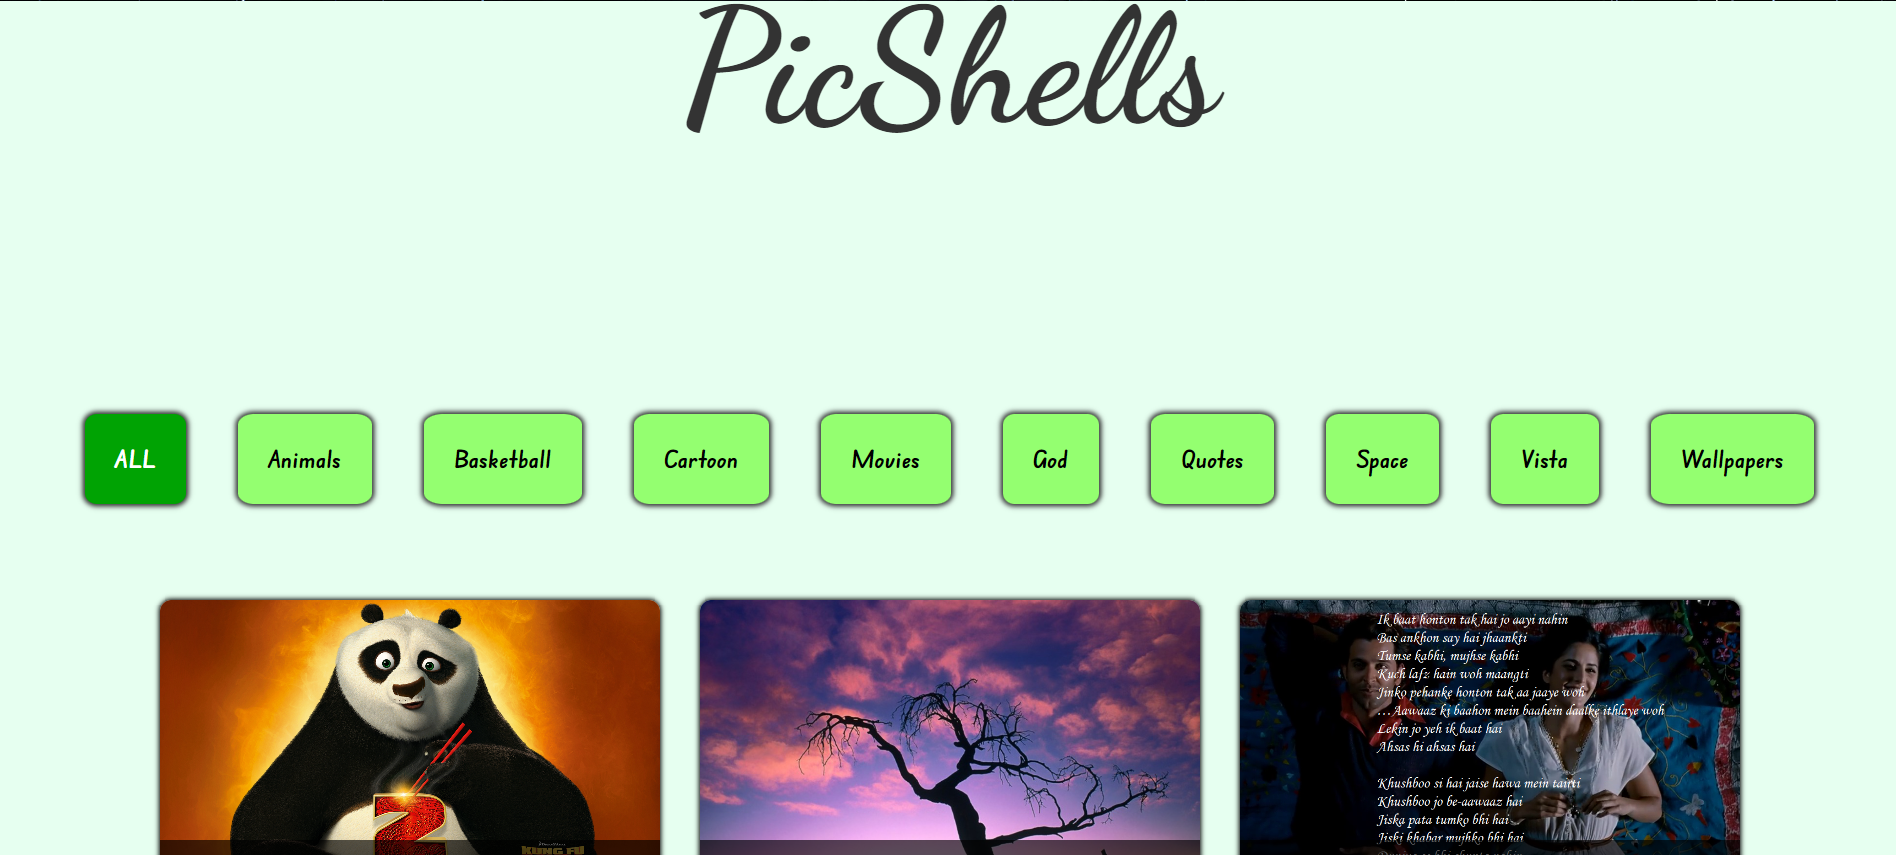 PicShells
ALL
Animals
Basketball
Cartoon
Movies
God
Quotes
Space
Vista
Wallpapers
2
KUNG FU
Ik baat honton tak hai jo aayi nahin
Bas ankhon say hai jhaankti
Tumse kabhi, mujhse kabhi
Kuch lafz hain woh maangti
Jinko pehanke honton tak aa jaaye woh
...Aawaaz ki baahon mein baahein daalke ithlaye woh
Lekin jo yeh ik baat hai
Ahsas hi ahsas hai
Khushboo si hai jaise hawa mein tairti
Khushboo jo be-aawaaz hai
Jiska pata tumko bhi hai
Jiski khabar mujhko bhi hai